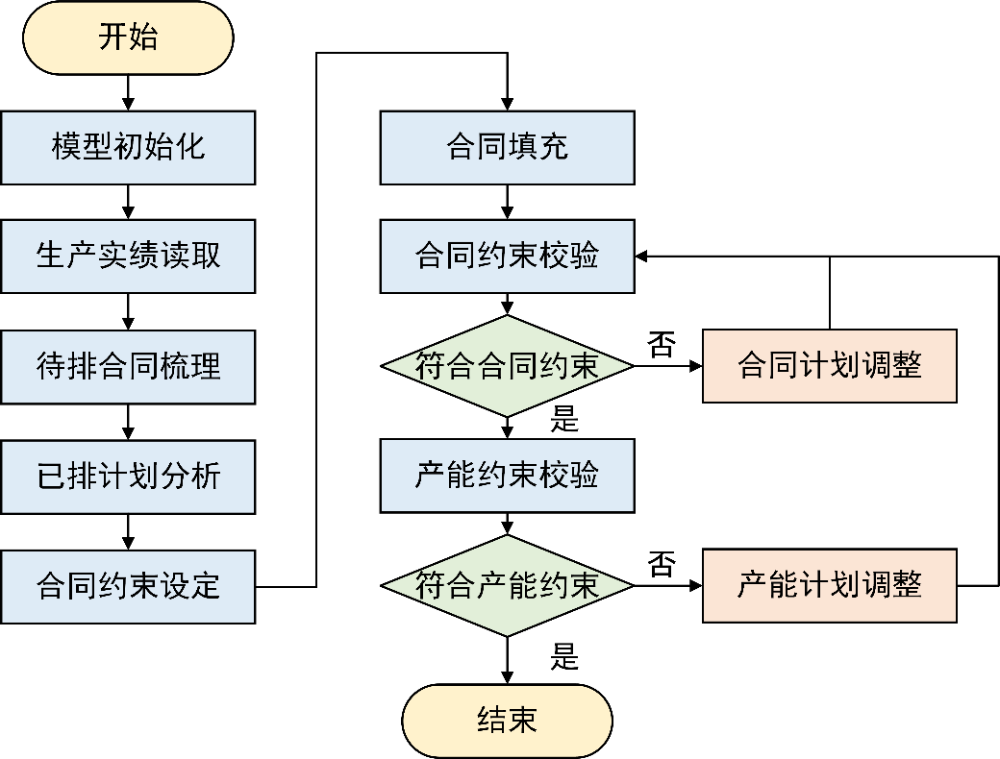 开始
模型初始化
生产实绩读取
待排合同梳理
已排计划分析
合同约束设定
合同填充
合同约束校验
符合合同约束
否
合同计划调整
是
产能约束校验
符合产能约束
否
产能计划调整
是
结束